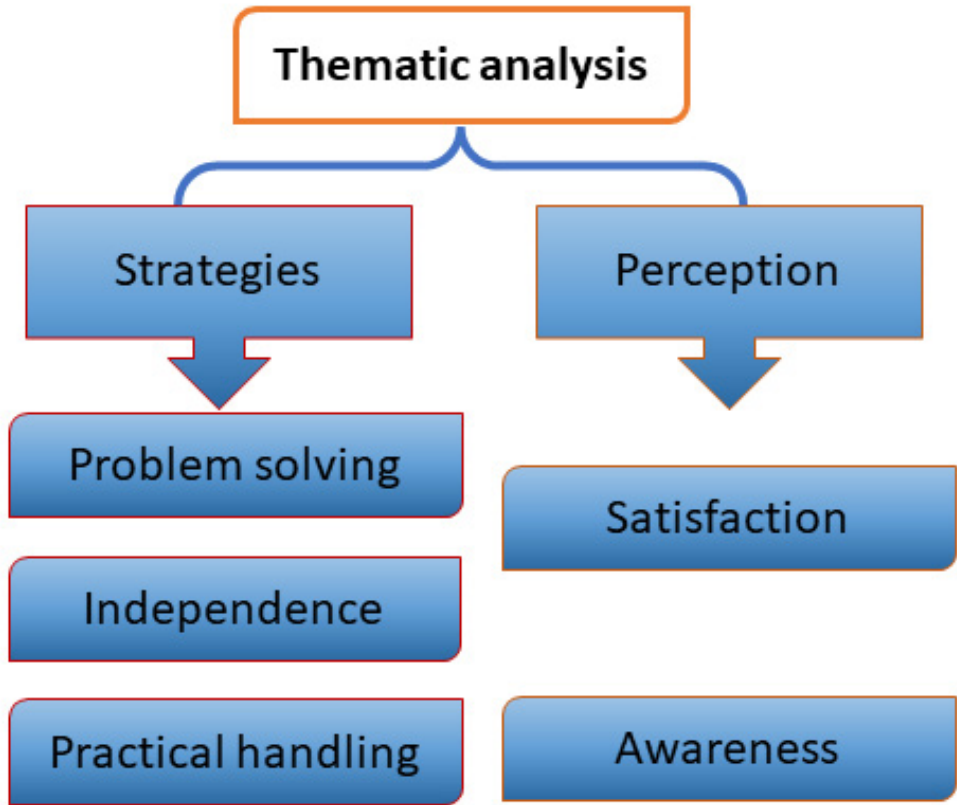 Thematic analysis
Strategies
Perception
Problem solving
Independence
Practical handling
Satisfaction
Awareness